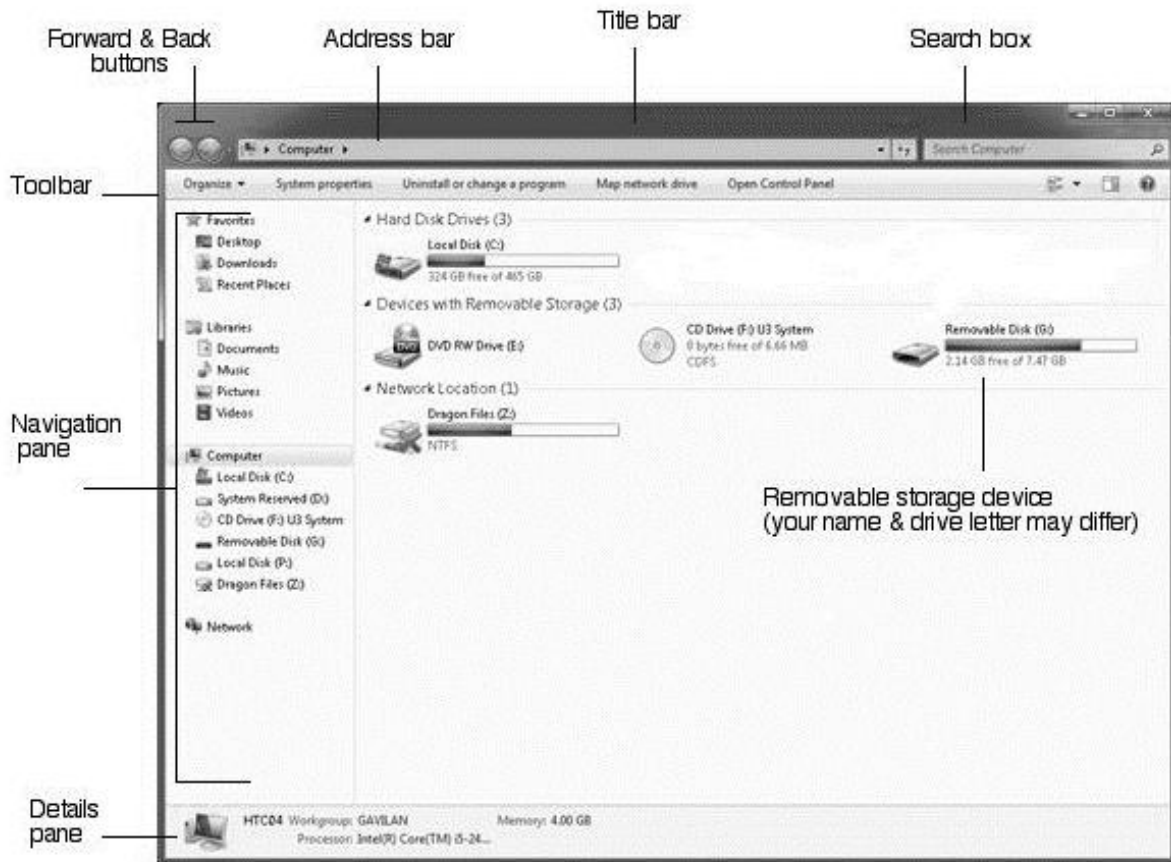 Title bar
Forward & Back
buttons
Address bar
Search box
Computer
Search Computer
Toolbar
Organize
System properties
Uninstall or change a program
Map network drive
Open Control Panel
Favorites
Desktop
Downloads
Recent Places
Libraries
Documents
Music
Pictures
Videos
Computer
Local Disk (C:)
System Reserved (D:)
CD Drive (F:) U3 System
Removable Disk (G:)
Local Disk (P:)
Dragon Files (Z:)
Network
Navigation
pane
Hard Disk Drives (3)
Local Disk (C:)
324 GB free of 465 GB
Devices with Removable Storage (3)
DVD RW Drive (E:)
DVD
CD Drive (F:) U3 System
0 bytes free of 6.66 MB
CDFS
Removable Disk (G:)
2.14 GB free of 7.47 GB
Network Location (1)
Dragon Files (Z:)
NTFS
Removable storage device
(your name & drive letter may differ)
Details
pane
HTC04 Workgroup: GAVILAN Memory: 4.00 GB
Processor: Intel(R) Core(TM) i5-24...